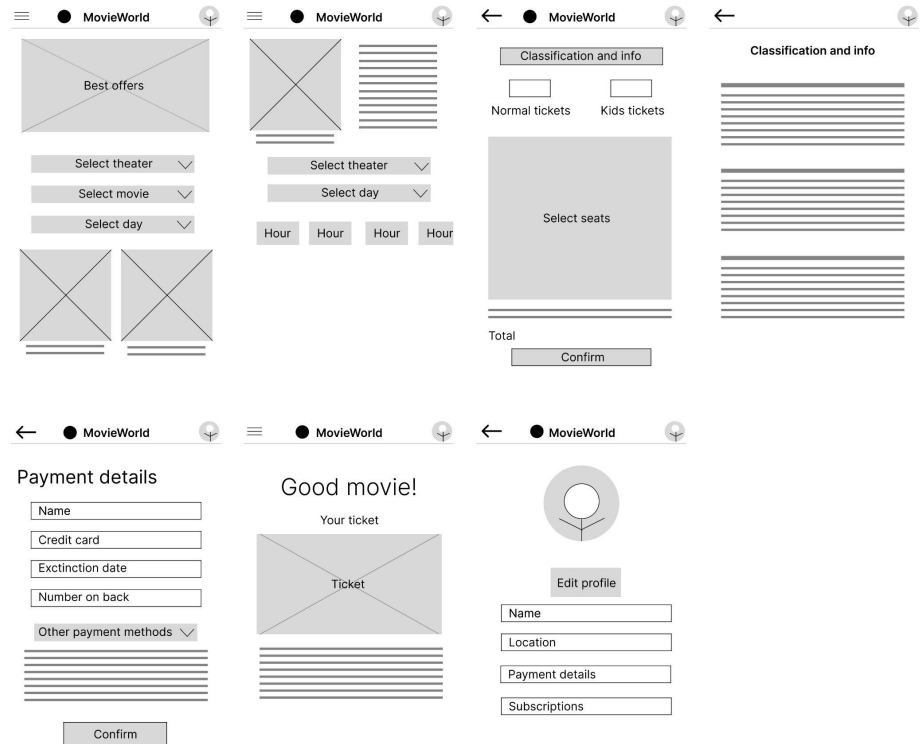 MovieWorld
Best offers
Select theater
Select movie
Select day
MovieWorld
Select theater
Select day
Hour Hour Hour Hour
MovieWorld
Classification and info
Normal tickets Kids tickets
Select seats
Total
Confirm
Classification and info
MovieWorld
Payment details
Name
Credit card
Exctinction date
Number on back
Other payment methods
Confirm
MovieWorld
Good movie!
Your ticket
Ticket
MovieWorld
Edit profile
Name
Location
Payment details
Subscriptions